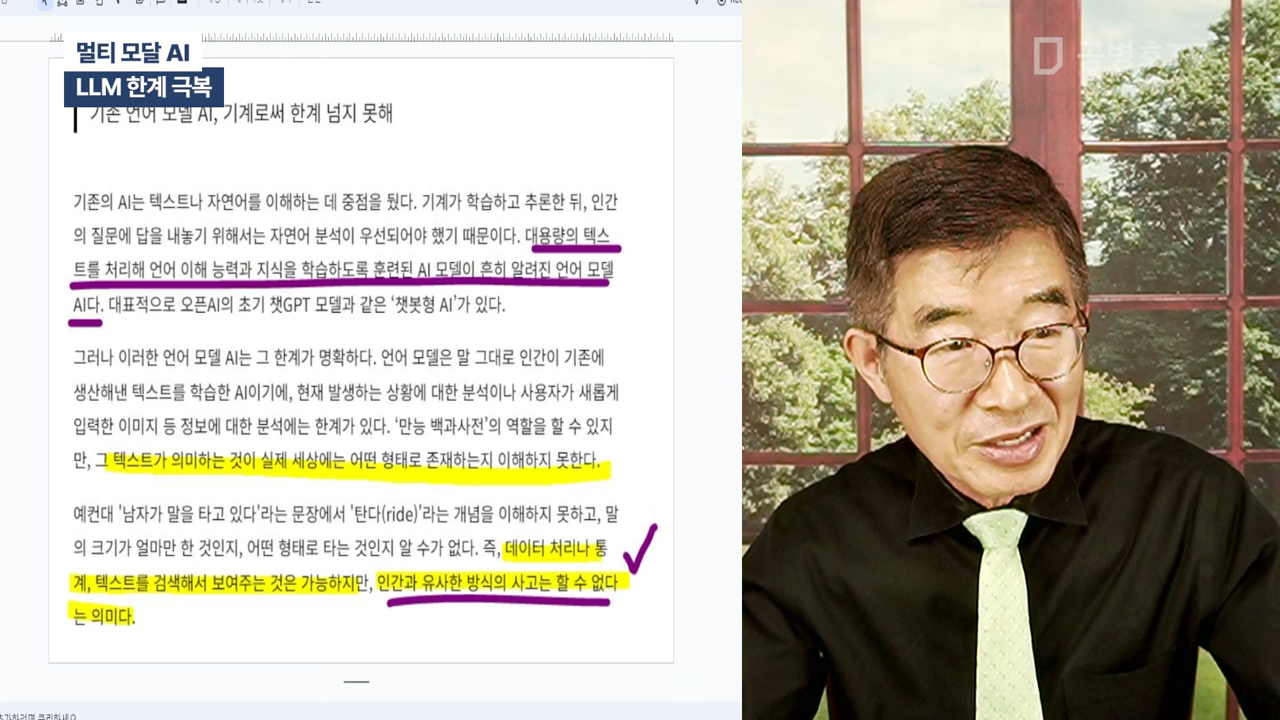 멀티 모달 AI
LLM 한계 극복
기존 언어 모델 AI, 기계로써 한계 넘지 못해
기존의 AI는 텍스트나 자연어를 이해하는 데 중점을 뒀다. 기계가 학습하고 추론한 뒤, 인간
의 질문에 답을 내놓기 위해서는 자연어 분석이 우선되어야 했기 때문이다. 대용량의 텍스
트를 처리해 언어 이해 능력과 지식을 학습하도록 훈련된 AI 모델이 흔히 알려진 언어 모델
AI다. 대표적으로 오픈AI의 초기 챗GPT 모델과 같은 ‘챗봇형 AI’가 있다.
그러나 이러한 언어 모델 AI는 그 한계가 명확하다. 언어 모델은 말 그대로 인간이 기존에
생산해낸 텍스트를 학습한 AI이기에, 현재 발생하는 상황에 대한 분석이나 사용자가 새롭게
입력한 이미지 등 정보에 대한 분석에는 한계가 있다. ‘만능 백과사전’의 역할을 할 수 있지
만, 그 텍스트가 의미하는 것이 실제 세상에는 어떤 형태로 존재하는지 이해하지 못한다.
예컨대 '남자가 말을 타고 있다'라는 문장에서 '탄다(ride)'라는 개념을 이해하지 못하고, 말
의 크기가 얼마만 한 것인지, 어떤 형태로 타는 것인지 알 수가 없다. 즉, 데이터 처리나 통
계, 텍스트를 검색해서 보여주는 것은 가능하지만, 인간과 유사한 방식의 사고는 할 수 없다
는 의미다.